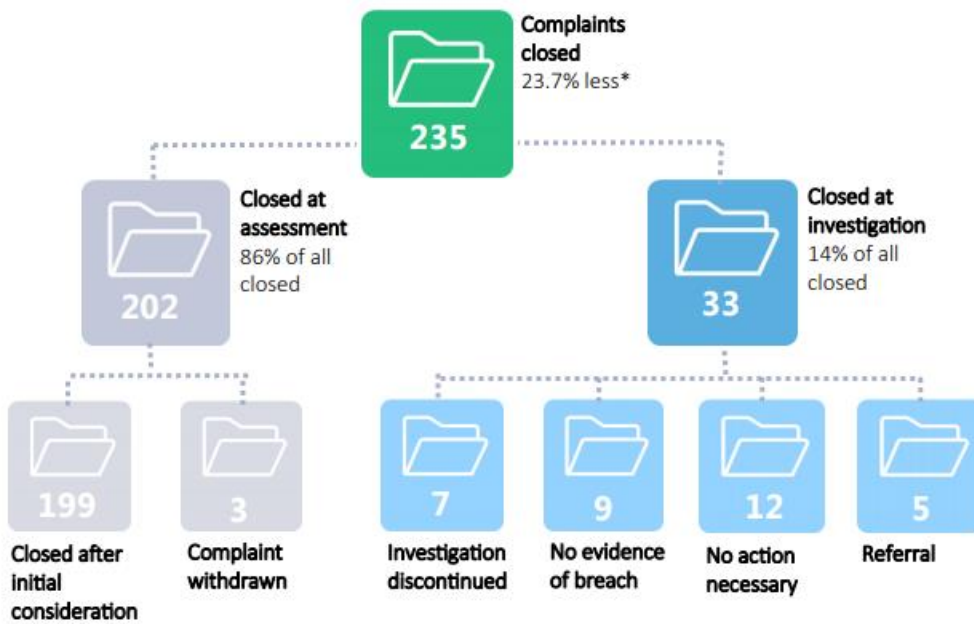 Complaints
closed
23.7% less*
235
Closed at
assessment
86% of all
closed
202
Closed at
investigation
14% of all
closed
33
199
Closed after
initial
consideration
3
Complaint
withdrawn
7
Investigation
discontinued
9
No evidence
of breach
12
No action
necessary
5
Referral